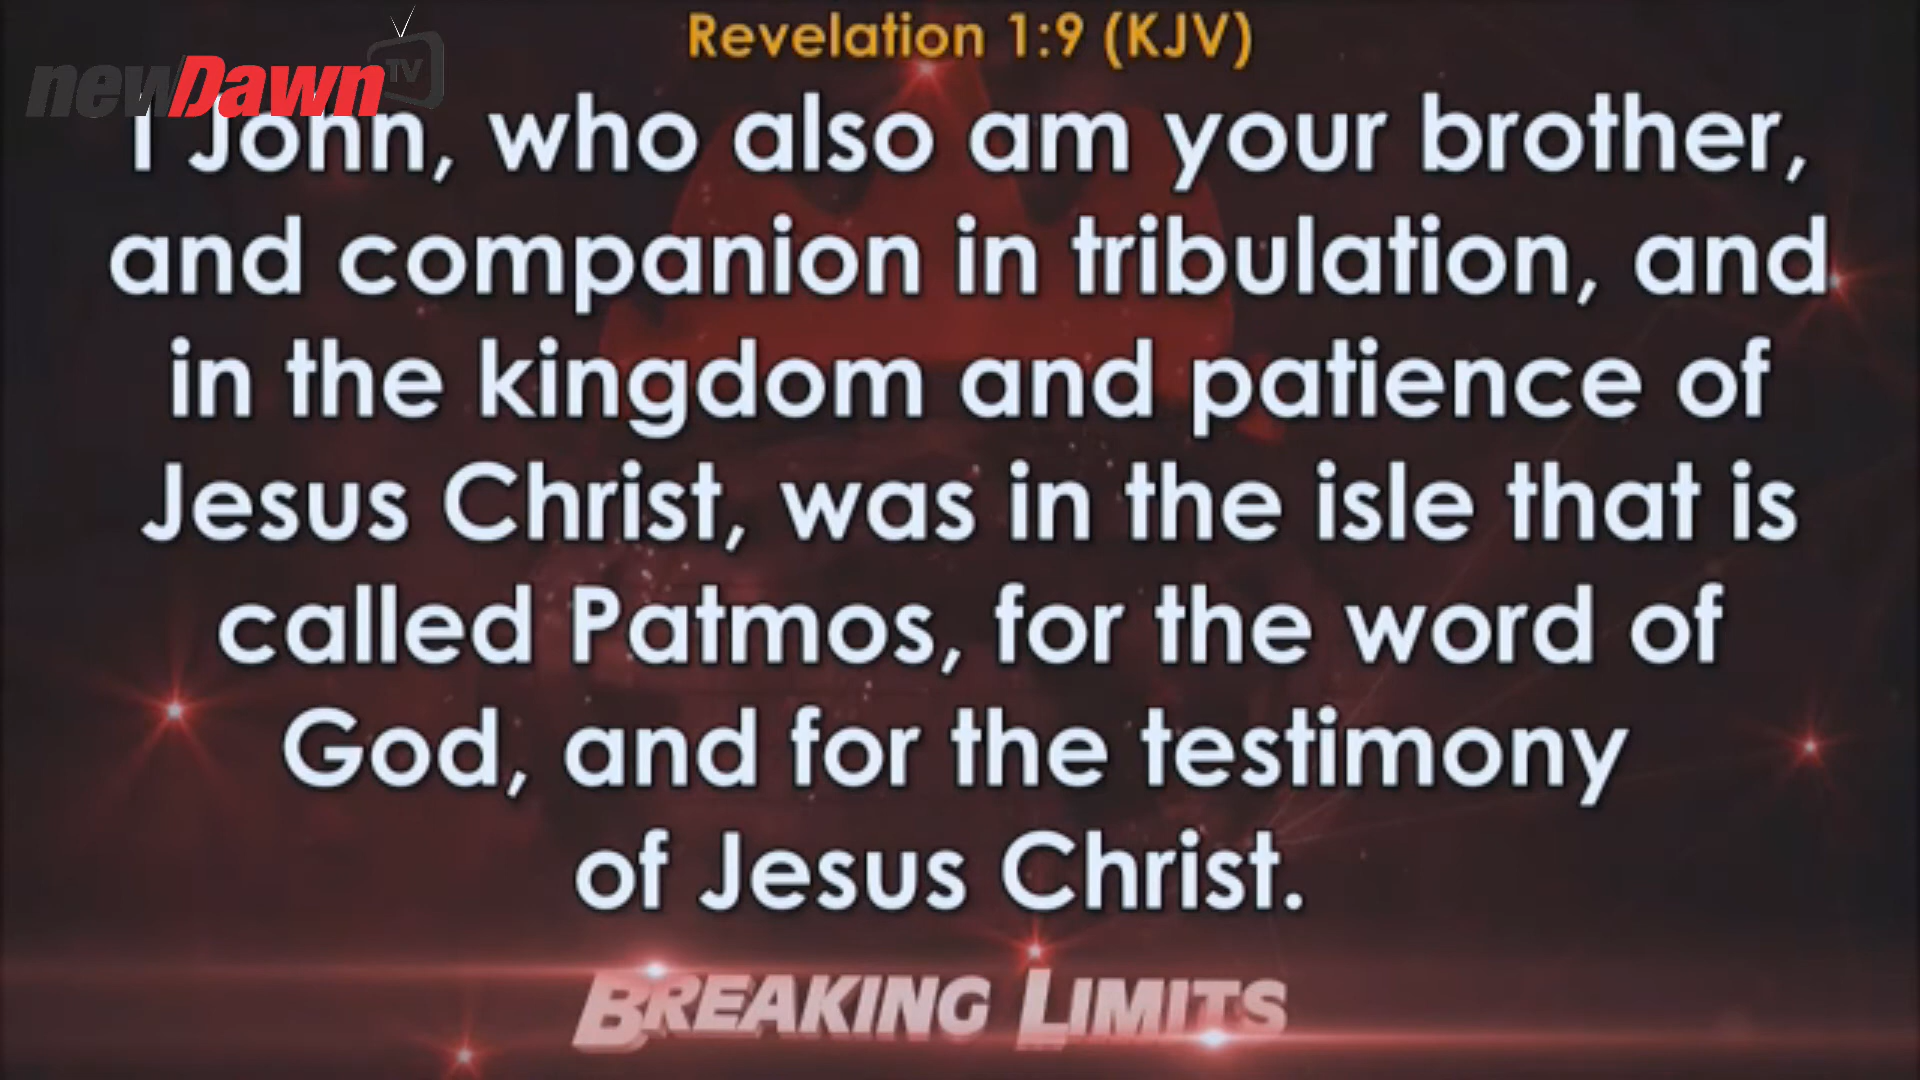 Revelation 1:9 (KJV)
newDawn TV
I John, who also am your brother,
and companion in tribulation, and
in the kingdom and patience of
Jesus Christ, was in the isle that is
called Patmos, for the word of
God, and for the testimony
of Jesus Christ.
BREAKING LIMITS